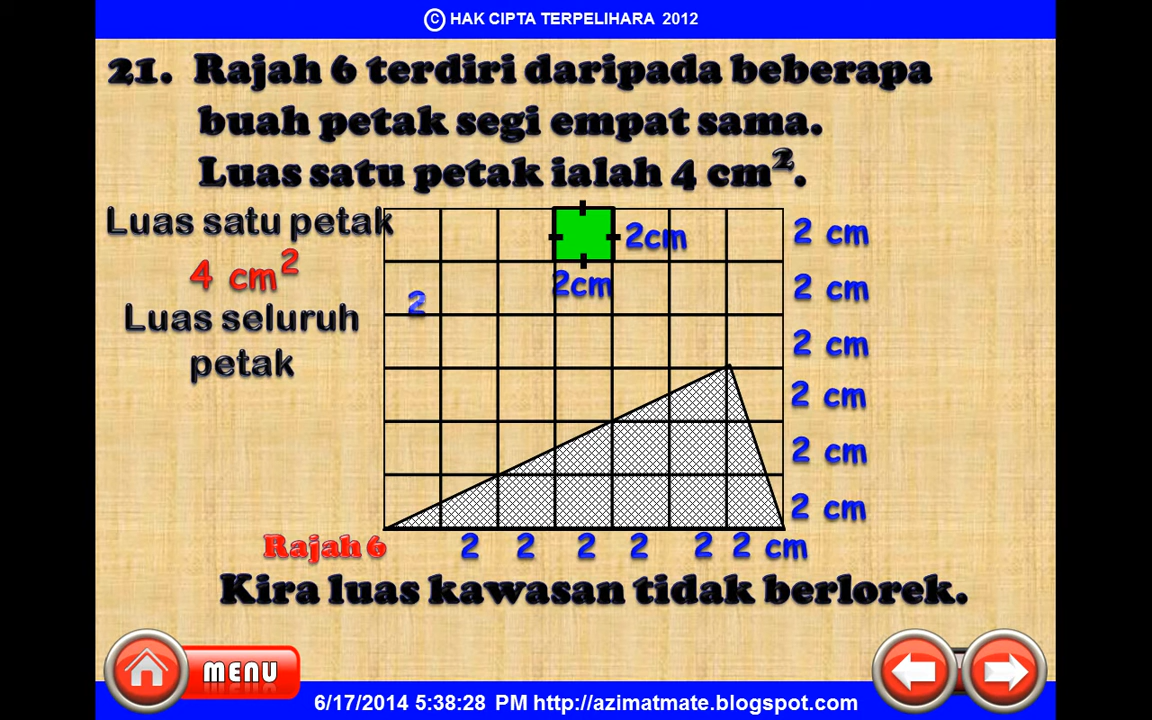 © HAK CIPTA TERPELIHARA 2012
21. Rajah 6 terdiri daripada beberapa
buah petak segi empat sama.
Luas satu petak ialah 4 cm².
Luas satu petak
4 cm²
Luas seluruh
petak
2cm
2cm
2
2 cm
2 cm
2 cm
2 cm
2 cm
2 cm
Rajah 6
2 2 2 2 2 2 cm
Kira luas kawasan tidak berlorek.
MENU
6/17/2014 5:38:28 PM http://azimatmate.blogspot.com